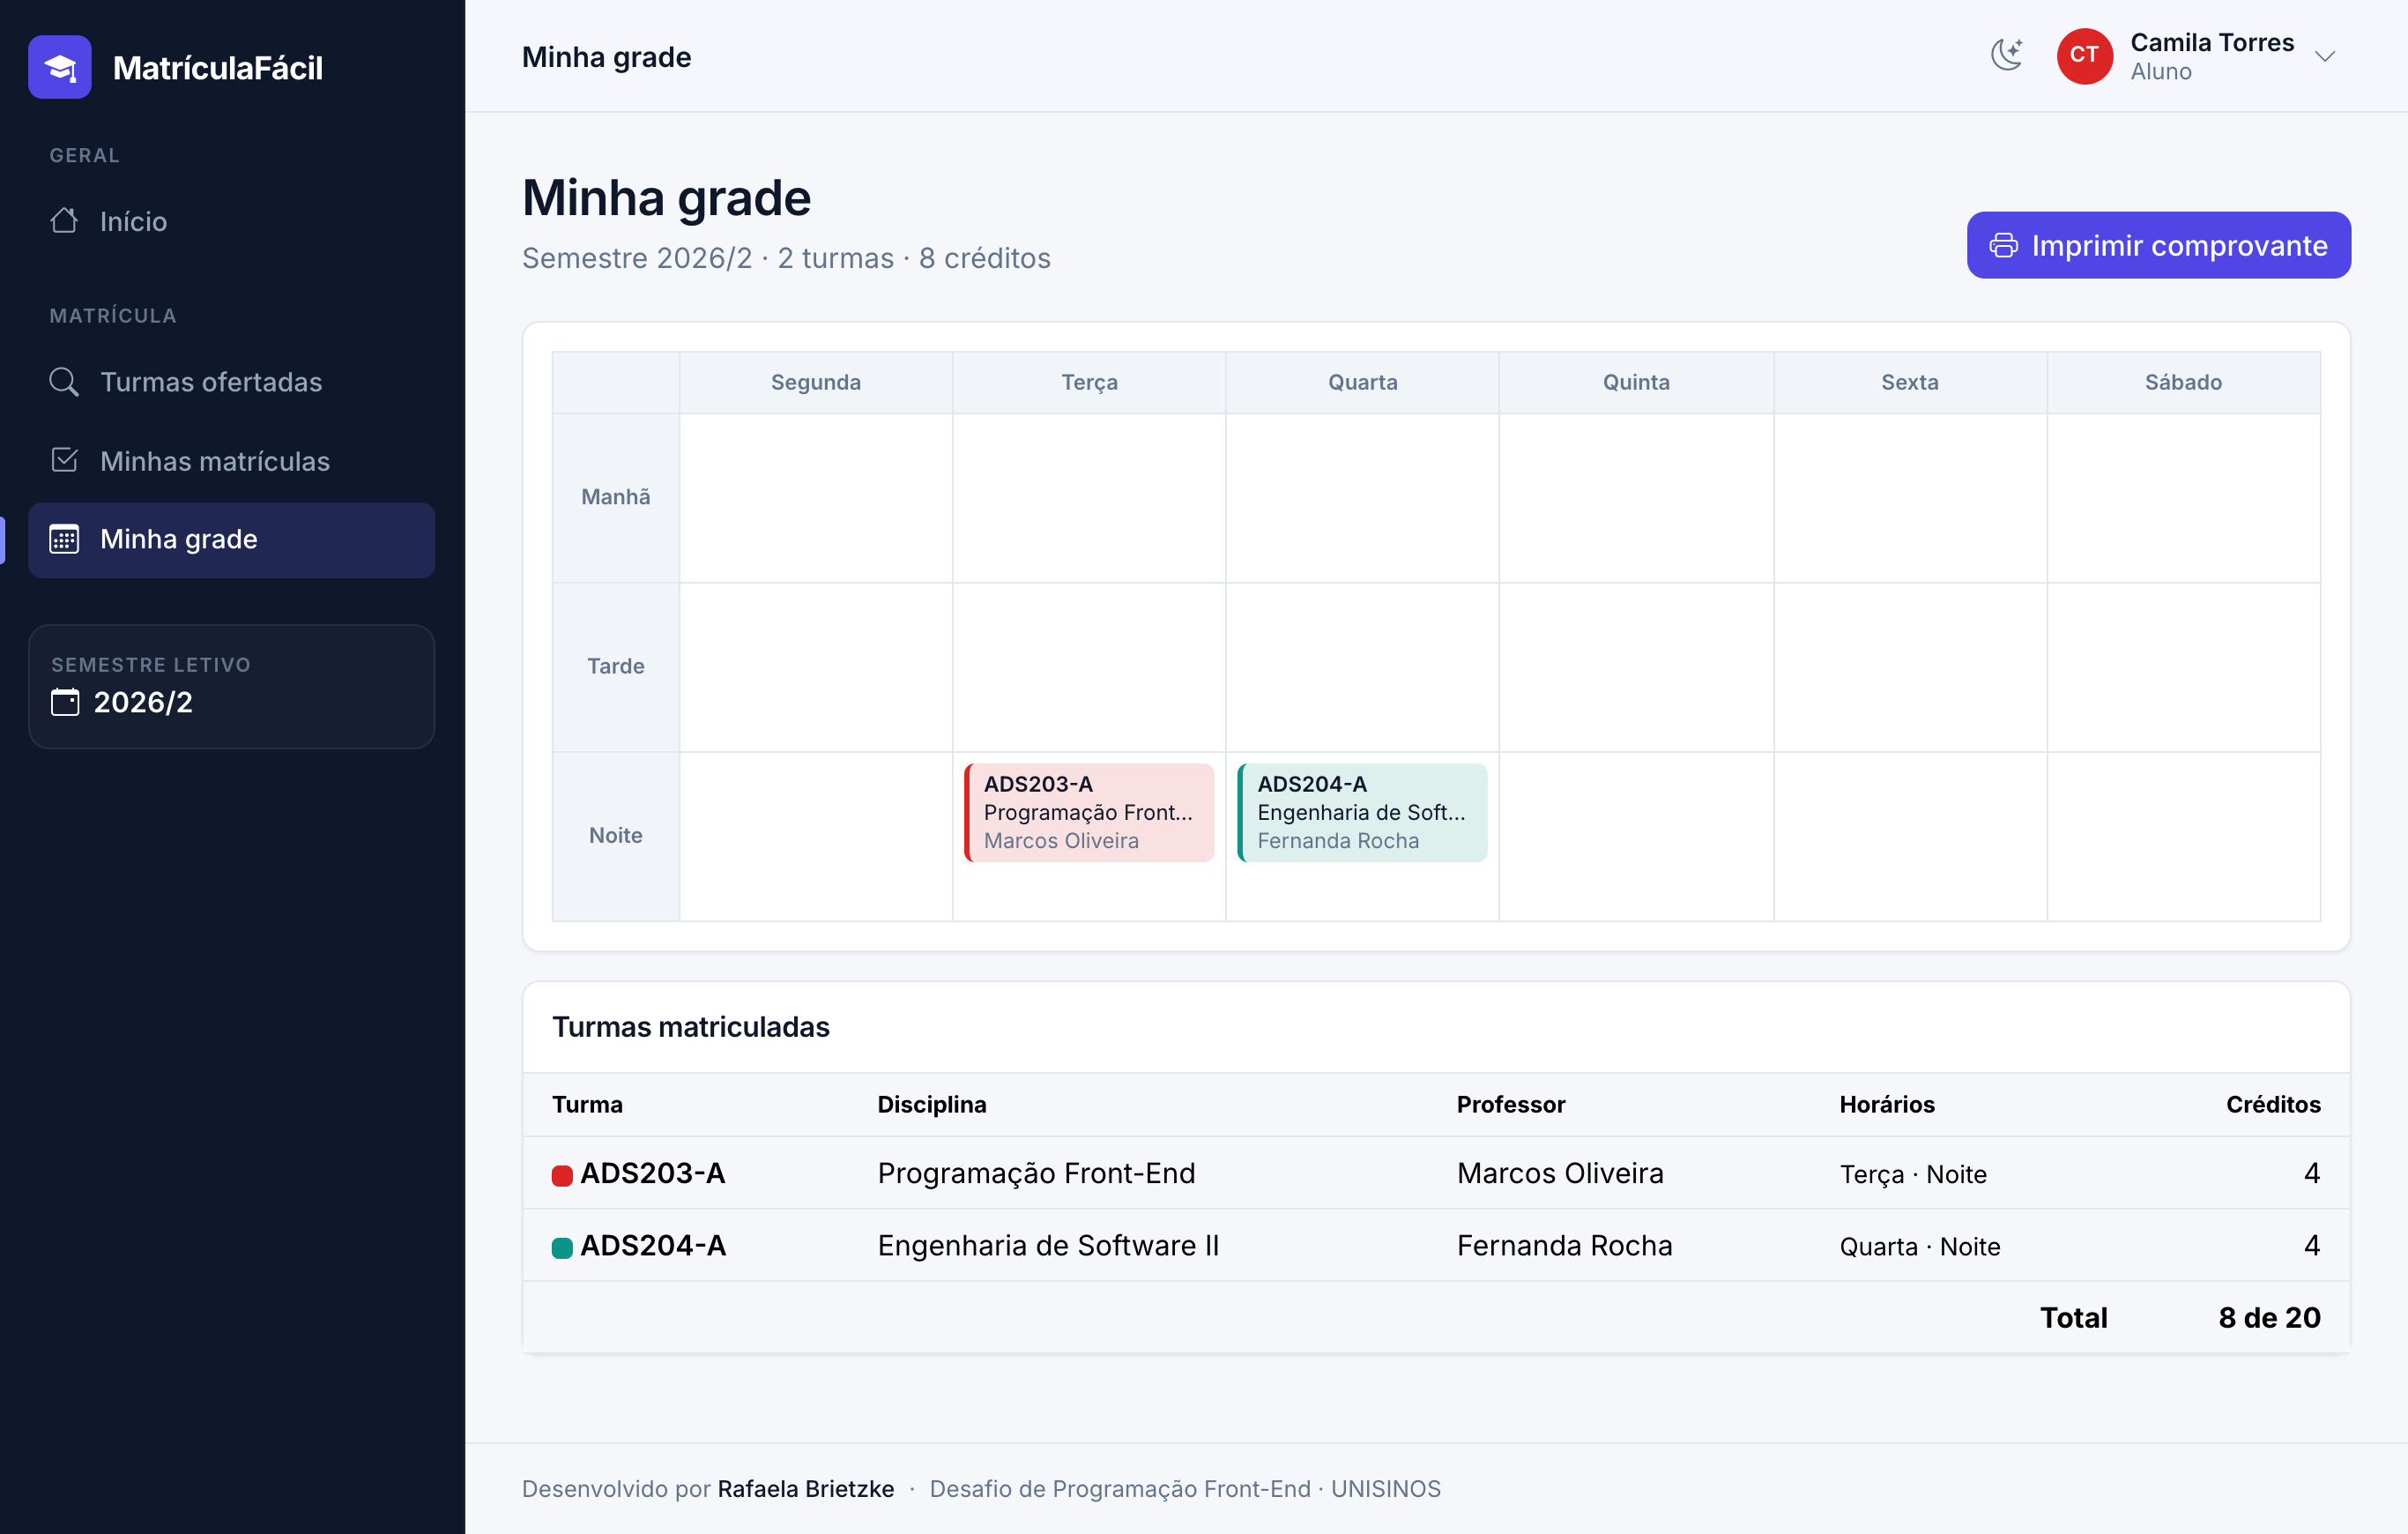 MatrículaFácil
GERAL
Início
MATRÍCULA
Turmas ofertadas
Minhas matrículas
Minha grade
SEMESTRE LETIVO
2026/2
Minha grade
CT
Camila Torres
Aluno
Minha grade
Semestre 2026/2 · 2 turmas · 8 créditos
Imprimir comprovante
Segunda Terça Quarta Quinta Sexta Sábado
Manhã
Tarde
Noite
ADS203-A
Programação Front...
Marcos Oliveira
ADS204-A
Engenharia de Soft...
Fernanda Rocha
Turmas matriculadas
Turma Disciplina Professor Horários Créditos
ADS203-A Programação Front-End Marcos Oliveira Terça · Noite 4
ADS204-A Engenharia de Software II Fernanda Rocha Quarta · Noite 4
Total 8 de 20
Desenvolvido por Rafaela Brietzke · Desafio de Programação Front-End · UNISINOS